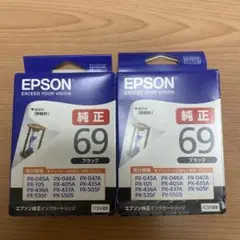 EPSON
EXCEED YOUR VISION
純正
69
ブラック
PX-045A PX-046A PX-047A
PX-105 PX-405A PX-435A
PX-436A PX-437A PX-505F
PX-535F PX-S505
エプソン純正インクカートリッジ
EPSON
EXCEED YOUR VISION
純正
69
ブラック
PX-045A PX-046A PX-047A
PX-105 PX-405A PX-435A
PX-436A PX-437A PX-505F
PX-535F PX-S505
エプソン純正インクカートリッジ